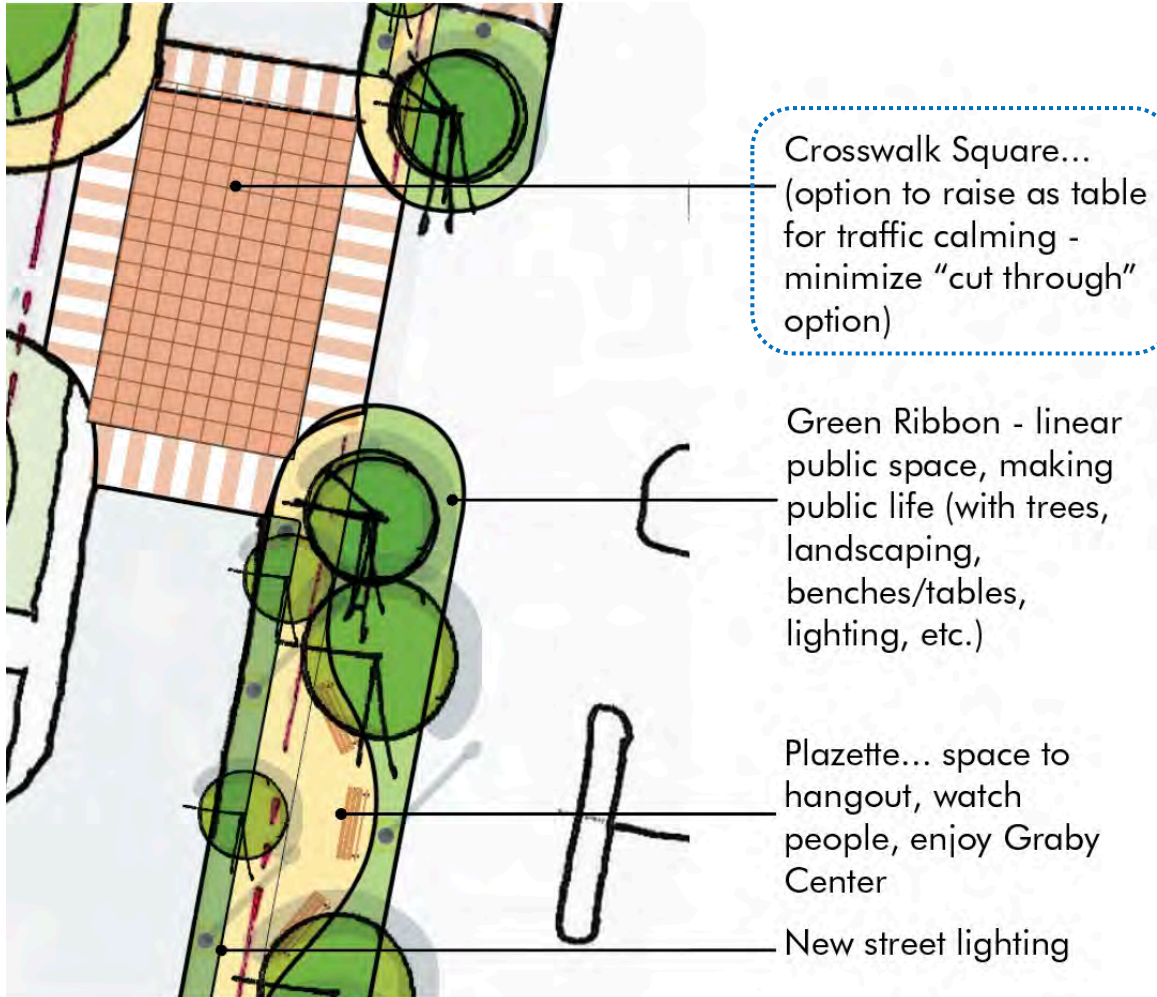 Crosswalk Square...
(option to raise as table
for traffic calming -
minimize “cut through”
option)
Green Ribbon - linear
public space, making
public life (with trees,
landscaping,
benches/tables,
lighting, etc.)
Plazette... space to
hangout, watch
people, enjoy Graby
Center
New street lighting